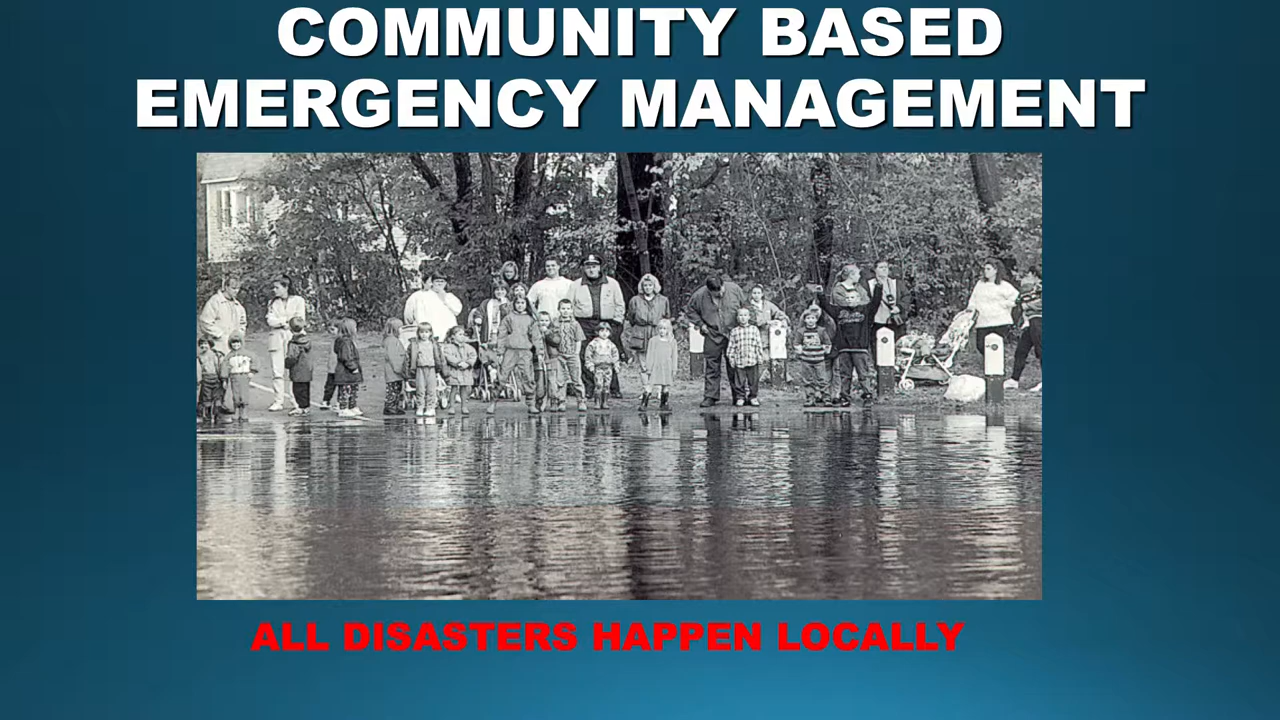 COMMUNITY BASED
EMERGENCY MANAGEMENT
ALL DISASTERS HAPPEN LOCALLY